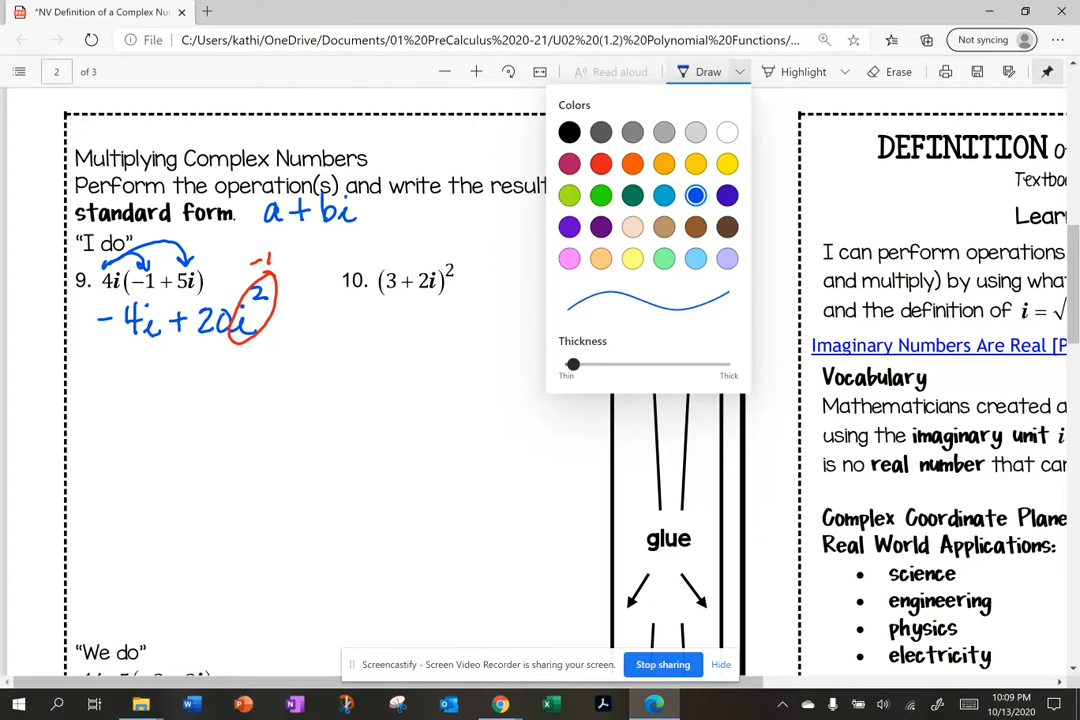 *NV Definition of a Complex Nu
File
C:/Users/kathi/OneDrive/Documents/01%20PreCalculus%2020-21/U02%20(1.2)%20Polynomial%20Functions/...
Not syncing
2 of 3
Read aloud
Draw
Highlight
Erase
Colors
Thickness
Thin Thick
Multiplying Complex Numbers
Perform the operation(s) and write the result
standard form. a + bi
"I do"
9. 4i(−1 + 5i)
-1
- 4i + 20i²
10. (3 + 2i)²
"We do"
glue
DEFINITION
Textbo
Lear
I can perform operations
and multiply) by using wha
and the definition of i = √
Imaginary Numbers Are Real [P
Vocabulary
Mathematicians created a
using the imaginary unit i
is no real number that can
Complex Coordinate Plane
Real World Applications:
• science
• engineering
• physics
• electricity
Screencastify - Screen Video Recorder is sharing your screen.
Stop sharing
Hide
10:09 PM
10/13/2020